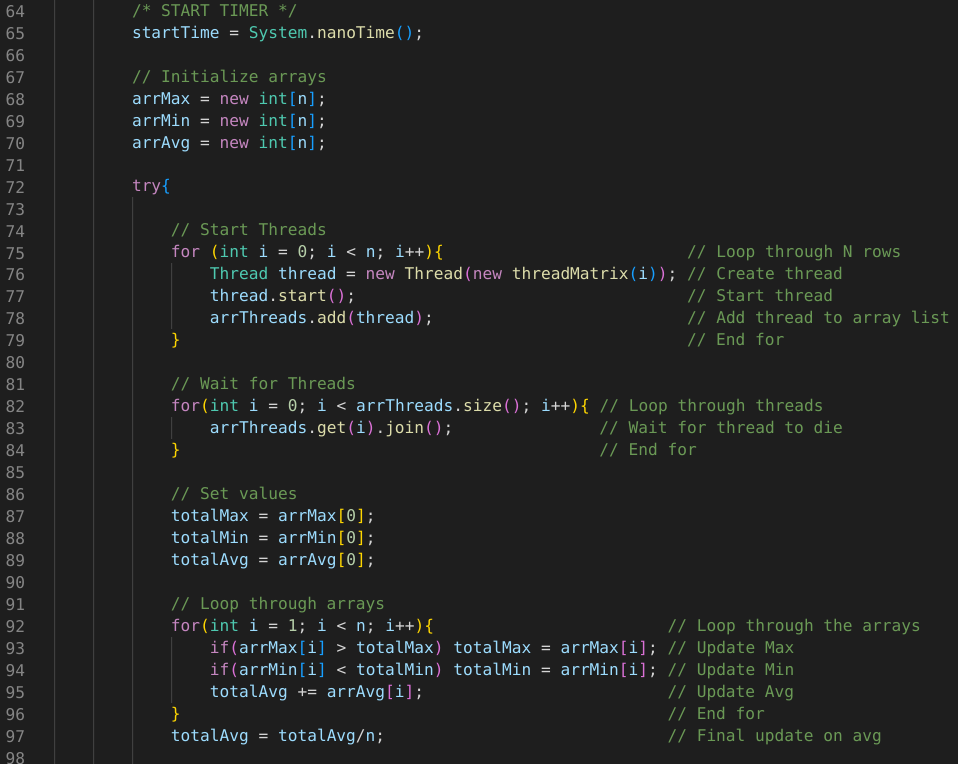 64 /* START TIMER */
65 startTime = System.nanoTime();
66
67 // Initialize arrays
68 arrMax = new int[n];
69 arrMin = new int[n];
70 arrAvg = new int[n];
71
72 try{
73
74 // Start Threads
75 for (int i = 0; i < n; i++){ // Loop through N rows
76 Thread thread = new Thread(new threadMatrix(i)); // Create thread
77 thread.start(); // Start thread
78 arrThreads.add(thread); // Add thread to array list
79 } // End for
80
81 // Wait for Threads
82 for(int i = 0; i < arrThreads.size(); i++){ // Loop through threads
83 arrThreads.get(i).join(); // Wait for thread to die
84 } // End for
85
86 // Set values
87 totalMax = arrMax[0];
88 totalMin = arrMin[0];
89 totalAvg = arrAvg[0];
90
91 // Loop through arrays
92 for(int i = 1; i < n; i++){ // Loop through the arrays
93 if(arrMax[i] > totalMax) totalMax = arrMax[i]; // Update Max
94 if(arrMin[i] < totalMin) totalMin = arrMin[i]; // Update Min
95 totalAvg += arrAvg[i]; // Update Avg
96 } // End for
97 totalAvg = totalAvg/n; // Final update on avg
98